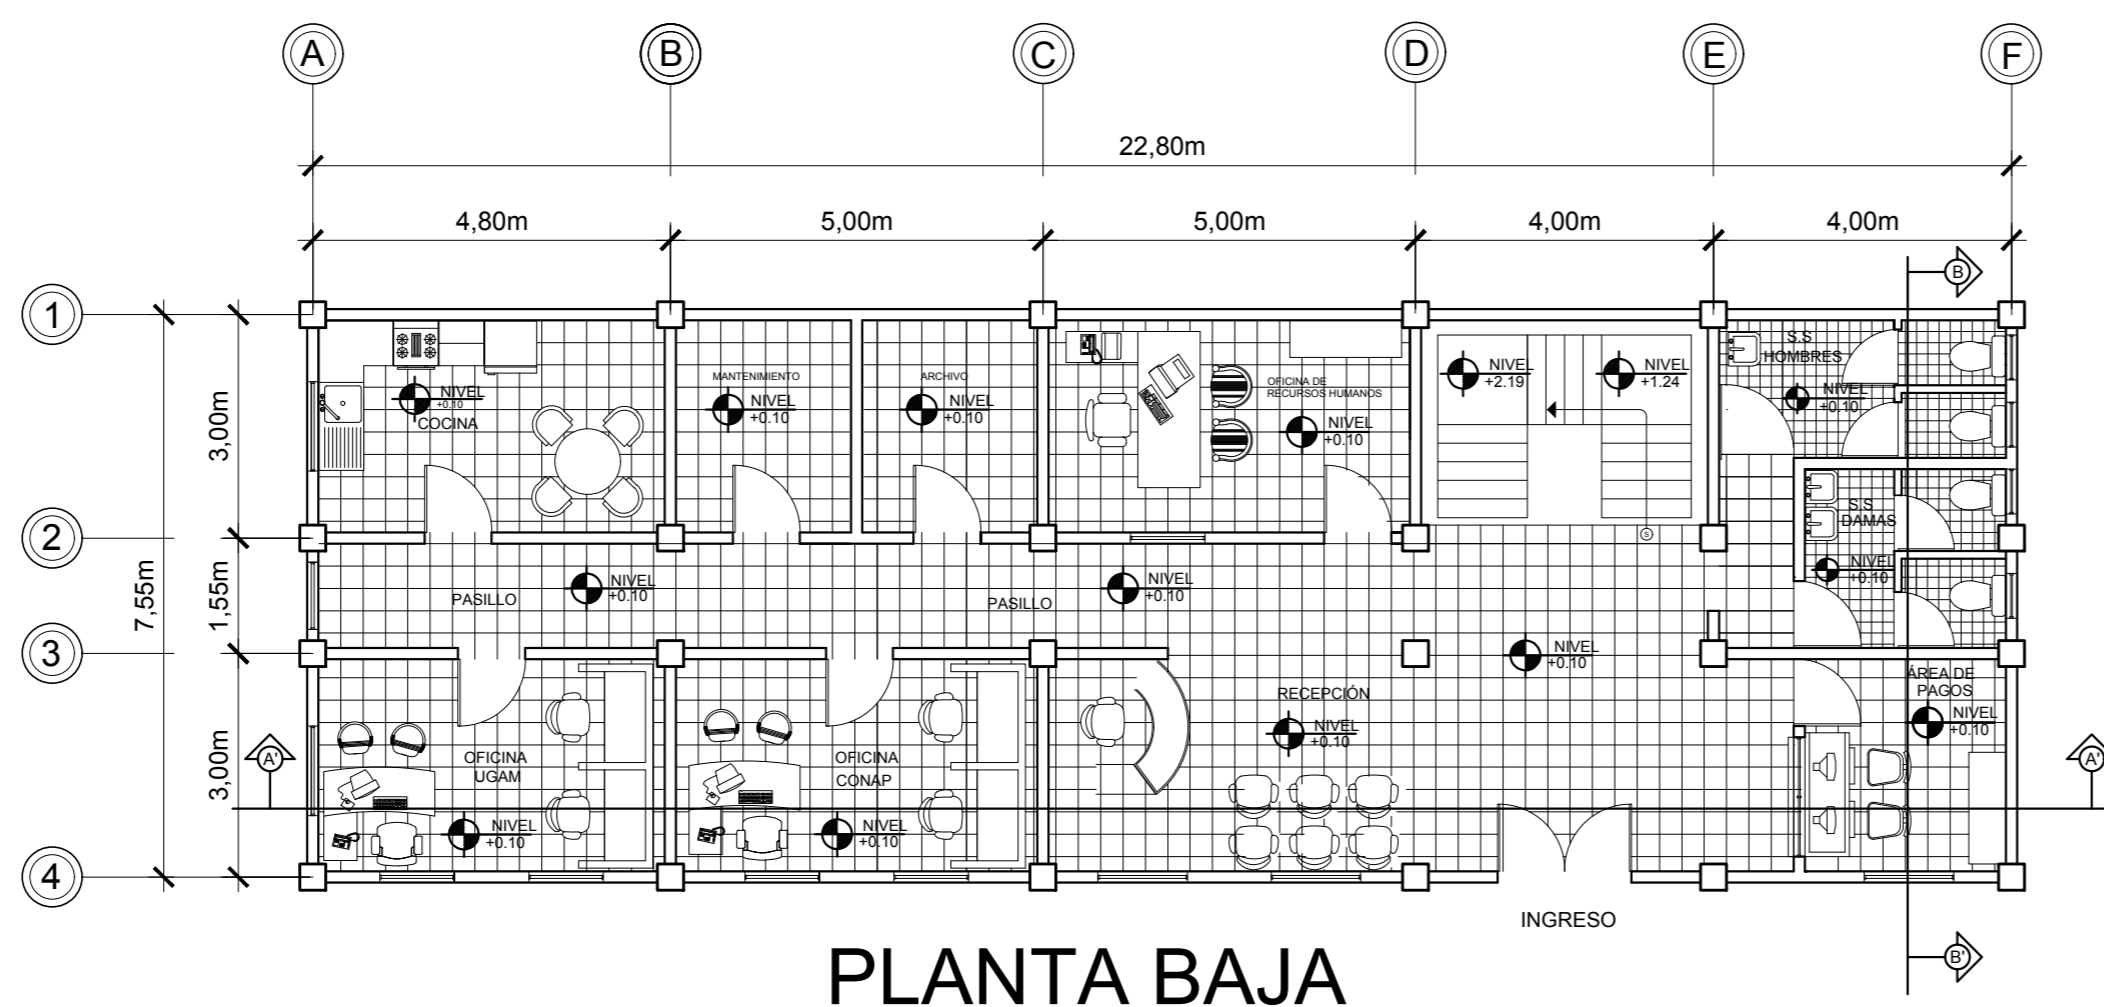 A B C D E F
22,80m
4,80m 5,00m 5,00m 4,00m 4,00m
B
1
2
3
4
7,55m
3,00m
1,55m
3,00m
NIVEL
+0.10
COCINA
MANTENIMIENTO
NIVEL
+0.10
ARCHIVO
NIVEL
+0.10
OFICINA DE
RECURSOS HUMANOS
NIVEL
+0.10
NIVEL
+2.19
NIVEL
+1.24
S
S.S
HOMBRES
NIVEL
+0.10
S.S
DAMAS
NIVEL
+0.10
PASILLO
NIVEL
+0.10
PASILLO
NIVEL
+0.10
NIVEL
+0.10
RECEPCIÓN
NIVEL
+0.10
ÁREA DE
PAGOS
NIVEL
+0.10
A'
A'
OFICINA
UGAM
NIVEL
+0.10
OFICINA
CONAP
NIVEL
+0.10
INGRESO
B'
PLANTA BAJA